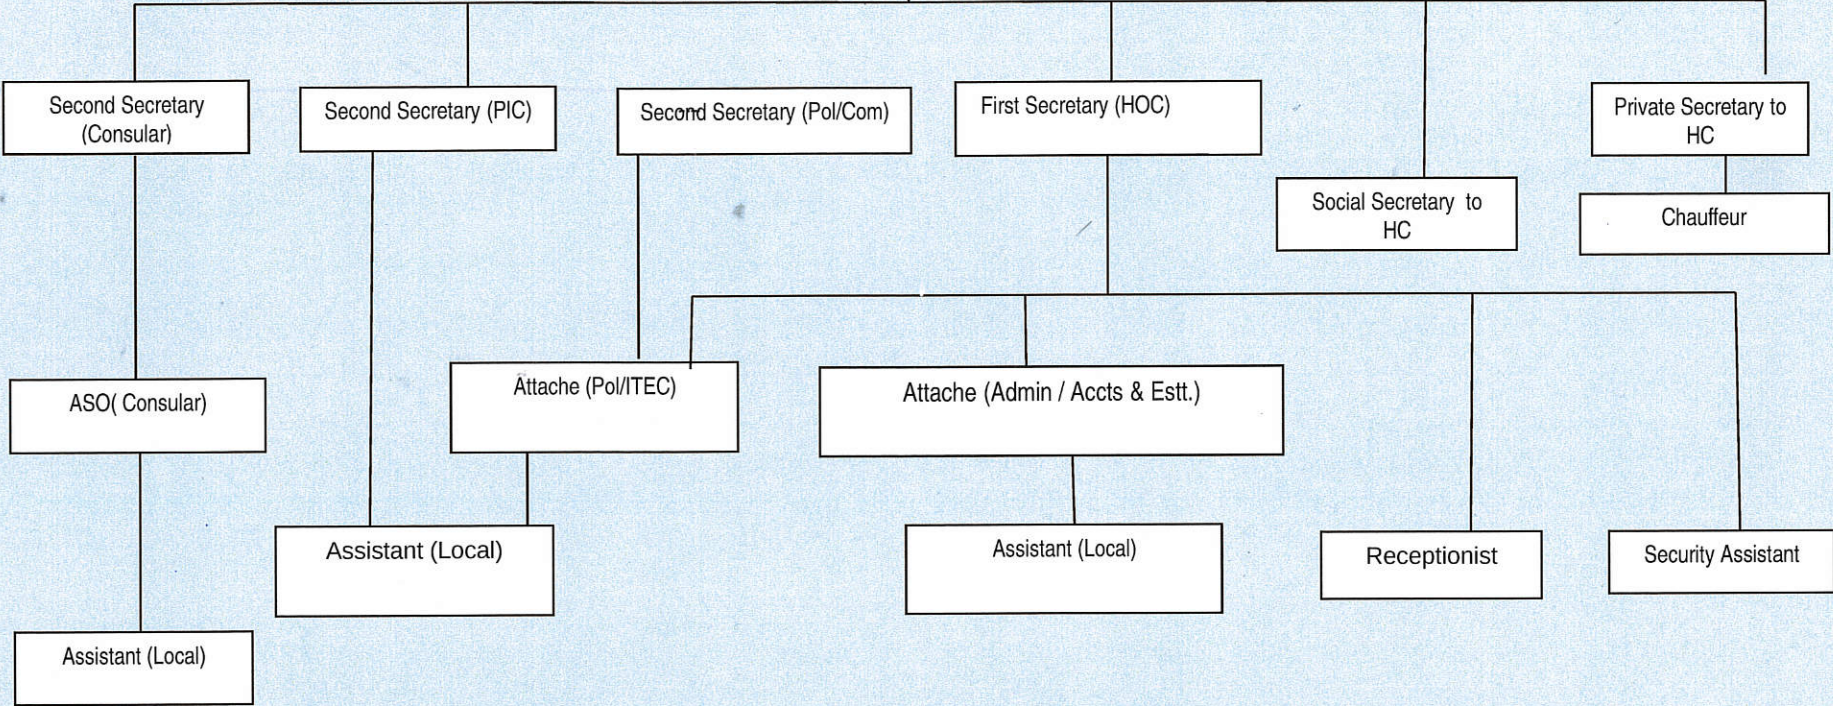 Second Secretary
(Consular)
Second Secretary (PIC)
Second Secretary (Pol/Com)
First Secretary (HOC)
Private Secretary to
HC
Social Secretary to
HC
Chauffeur
ASO( Consular)
Attache (Pol/ITEC)
Attache (Admin / Accts & Estt.)
Assistant (Local)
Assistant (Local)
Receptionist
Security Assistant
Assistant (Local)